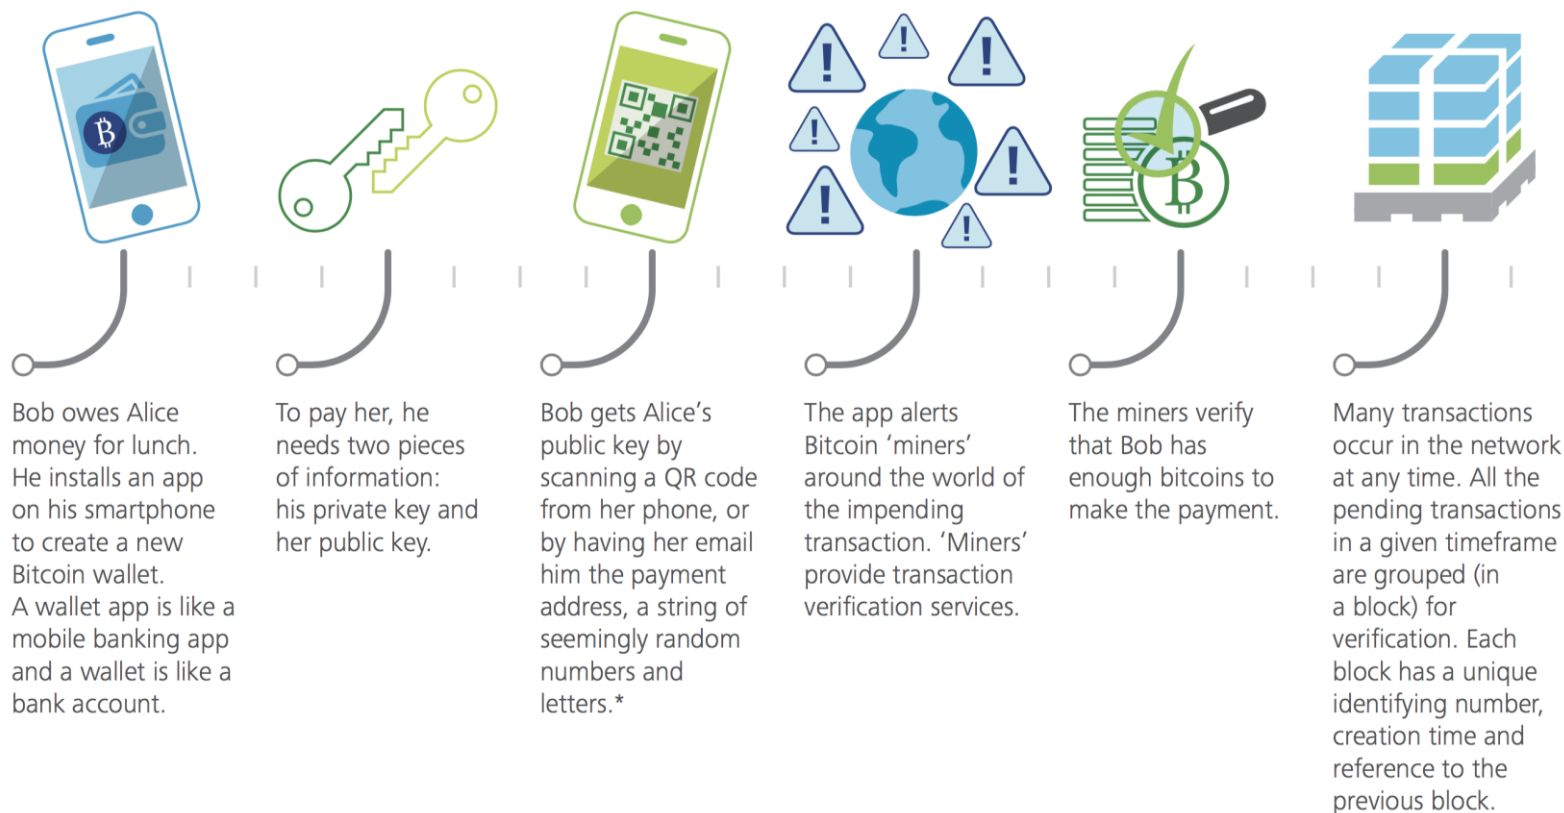 Bob owes Alice
money for lunch.
He installs an app
on his smartphone
to create a new
Bitcoin wallet.
A wallet app is like a
mobile banking app
and a wallet is like a
bank account.
To pay her, he
needs two pieces
of information:
his private key and
her public key.
Bob gets Alice’s
public key by
scanning a QR code
from her phone, or
by having her email
him the payment
address, a string of
seemingly random
numbers and
letters.*
The app alerts
Bitcoin ‘miners’
around the world of
the impending
transaction. ‘Miners’
provide transaction
verification services.
The miners verify
that Bob has
enough bitcoins to
make the payment.
Many transactions
occur in the network
at any time. All the
pending transactions
in a given timeframe
are grouped (in
a block) for
verification. Each
block has a unique
identifying number,
creation time and
reference to the
previous block.